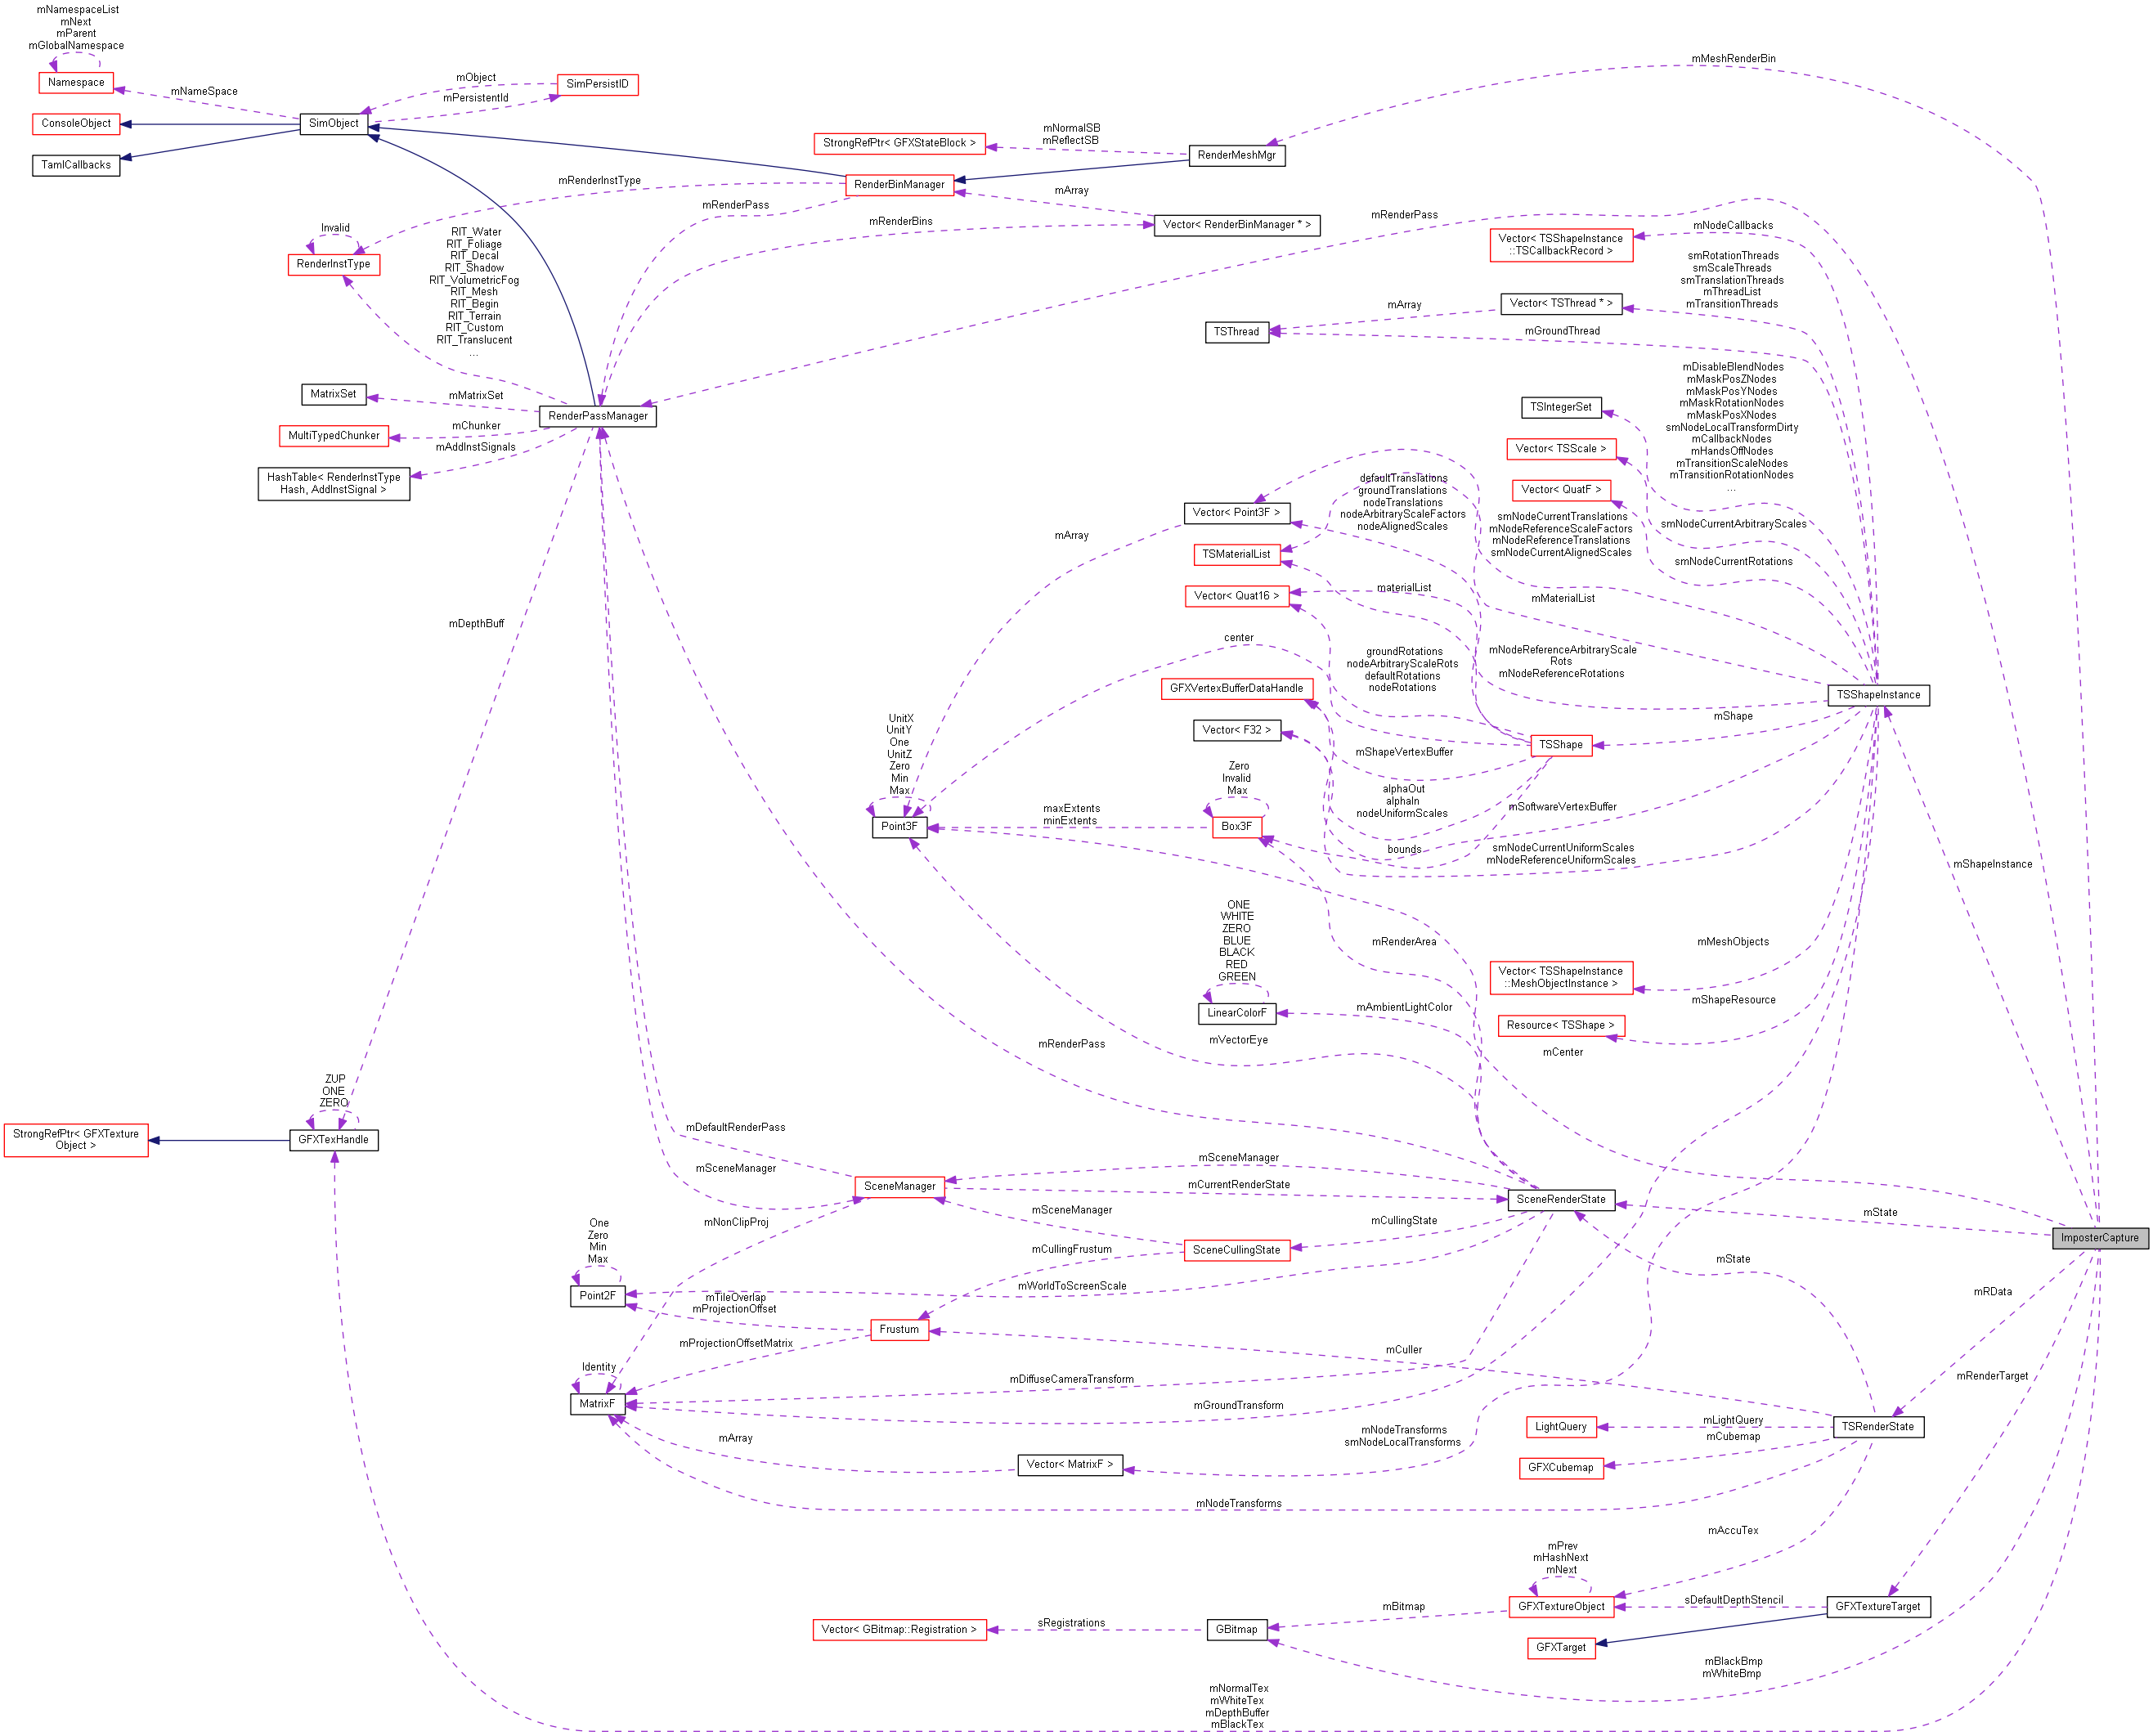 mNamespaceList
mNext
mParent
mGlobalNamespace
Namespace
mNameSpace
ConsoleObject
TamlCallbacks
SimObject
mObject
mPersistentId
SimPersistID
mMeshRenderBin
StrongRefPtr< GFXStateBlock >
mNormalSB
mReflectSB
RenderMeshMgr
RenderBinManager
mRenderInstType
mRenderPass
mRenderBins
mArray
Vector< RenderBinManager * >
mRenderPass
Invalid
RenderInstType
RIT_Water
RIT_Foliage
RIT_Decal
RIT_Shadow
RIT_VolumetricFog
RIT_Mesh
RIT_Begin
RIT_Terrain
RIT_Custom
RIT_Translucent
...
MatrixSet
mMatrixSet
MultiTypedChunker
mChunker
mAddInstSignals
HashTable< RenderInstType
Hash, AddInstSignal >
RenderPassManager
Vector< TSShapeInstance
::TSCallbackRecord >
mNodeCallbacks
smRotationThreads
smScaleThreads
smTranslationThreads
mThreadList
mTransitionThreads
Vector< TSThread * >
mArray
TSThread
mGroundThread
TSIntegerSet
mDisableBlendNodes
mMaskPosZNodes
mMaskPosYNodes
mMaskRotationNodes
mMaskPosXNodes
smNodeLocalTransformDirty
mCallbackNodes
mHandsOffNodes
mTransitionScaleNodes
mTransitionRotationNodes
...
Vector< TSScale >
Vector< QuatF >
smNodeCurrentArbitraryScales
smNodeCurrentRotations
defaultTranslations
groundTranslations
nodeTranslations
nodeArbitraryScaleFactors
nodeAlignedScales
smNodeCurrentTranslations
mNodeReferenceScaleFactors
mNodeReferenceTranslations
smNodeCurrentAlignedScales
Vector< Point3F >
mArray
TSMaterialList
materialList
mMaterialList
Vector< Quat16 >
mDepthBuff
center
groundRotations
nodeArbitraryScaleRots
defaultRotations
nodeRotations
mNodeReferenceArbitraryScale
Rots
mNodeReferenceRotations
TSShapeInstance
GFXVertexBufferDataHandle
mShape
TSShape
Vector< F32 >
mShapeVertexBuffer
UnitX
UnitY
One
UnitZ
Zero
Min
Max
Point3F
maxExtents
minExtents
Zero
Invalid
Max
Box3F
alphaOut
alphaIn
nodeUniformScales
mSoftwareVertexBuffer
bounds
smNodeCurrentUniformScales
mNodeReferenceUniformScales
mShapeInstance
ONE
WHITE
ZERO
BLUE
BLACK
RED
GREEN
LinearColorF
mRenderArea
mAmbientLightColor
mVectorEye
mMeshObjects
Vector< TSShapeInstance
::MeshObjectInstance >
mShapeResource
Resource< TSShape >
mCenter
mRenderPass
ZUP
ONE
ZERO
StrongRefPtr< GFXTexture
Object >
GFXTexHandle
mDefaultRenderPass
mSceneManager
SceneManager
mSceneManager
mCurrentRenderState
SceneRenderState
mState
ImposterCapture
mNonClipProj
mSceneManager
mCullingState
SceneCullingState
mCullingFrustum
mWorldToScreenScale
One
Zero
Min
Max
Point2F
mTileOverlap
mProjectionOffset
Frustum
mProjectionOffsetMatrix
mState
mRData
mCuller
Identity
MatrixF
mDiffuseCameraTransform
mGroundTransform
mRenderTarget
LightQuery
mLightQuery
TSRenderState
mCubemap
GFXCubemap
mArray
Vector< MatrixF >
mNodeTransforms
smNodeLocalTransforms
mNodeTransforms
mAccuTex
mPrev
mHashNext
mNext
GFXTextureObject
sDefaultDepthStencil
GFXTextureTarget
mBitmap
Vector< GBitmap::Registration >
sRegistrations
GBitmap
GFXTarget
mBlackBmp
mWhiteBmp
mNormalTex
mWhiteTex
mDepthBuffer
mBlackTex